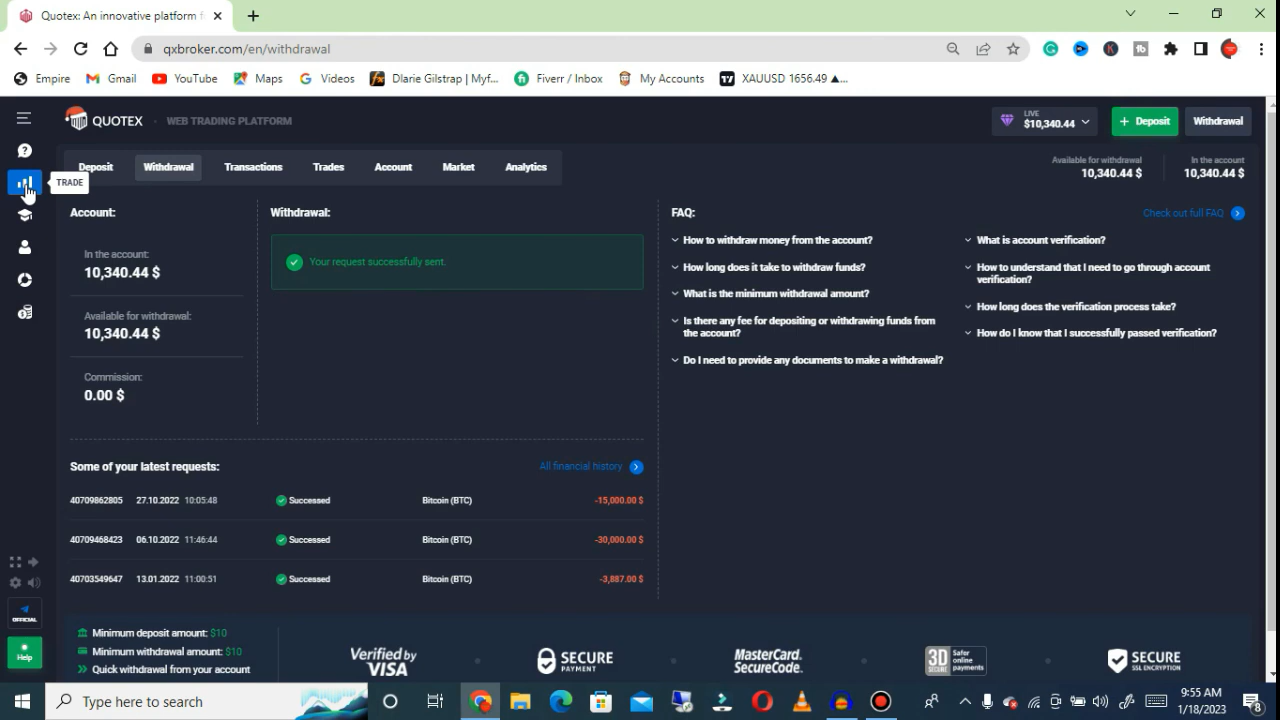 Quotex: An innovative platform f
qxbroker.com/en/withdrawal
Empire
Gmail
YouTube
Maps
Videos
Dlarie Gilstrap | Myf...
Fiverr / Inbox
My Accounts
XAUUSD 1656.49 ▲...
QUOTEX
WEB TRADING PLATFORM
LIVE
$10,340.44
+ Deposit
Withdrawal
Deposit
Withdrawal
Transactions
Trades
Account
Market
Analytics
Available for withdrawal
10,340.44 $
In the account
10,340.44 $
TRADE
Account:
In the account:
10,340.44 $
Available for withdrawal:
10,340.44 $
Commission:
0.00 $
Withdrawal:
Your request successfully sent.
FAQ:
Check out full FAQ
How to withdraw money from the account?
How long does it take to withdraw funds?
What is the minimum withdrawal amount?
Is there any fee for depositing or withdrawing funds from
the account?
Do I need to provide any documents to make a withdrawal?
What is account verification?
How to understand that I need to go through account
verification?
How long does the verification process take?
How do I know that I successfully passed verification?
Some of your latest requests:
All financial history
40709862805 27.10.2022 10:05:48 Successed Bitcoin (BTC) -15,000.00 $
40709468423 06.10.2022 11:46:44 Successed Bitcoin (BTC) -30,000.00 $
40703549647 13.01.2022 11:00:51 Successed Bitcoin (BTC) -3,887.00 $
OFFICIAL
Help
Minimum deposit amount: $10
Minimum withdrawal amount: $10
Quick withdrawal from your account
Verified by
VISA
SECURE
PAYMENT
MasterCard.
SecureCode.
3D
SECURE
Safer
online
payments
SECURE
SSL ENCRYPTION
Type here to search
9:55 AM
1/18/2023
8